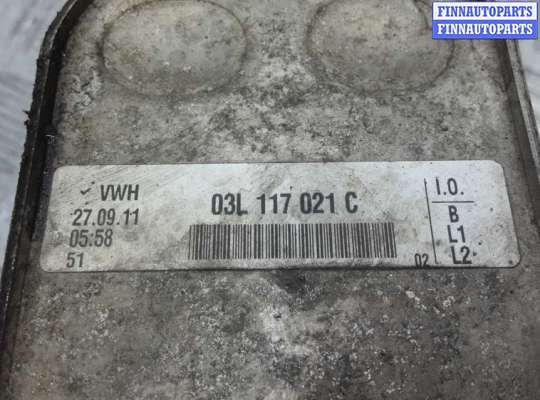 FINNAUTOPARTS
FINNAUTOPARTS
VWH
27.09.11
05:58
51
03L 117 021 C
02
I.O.
B
L1
L2